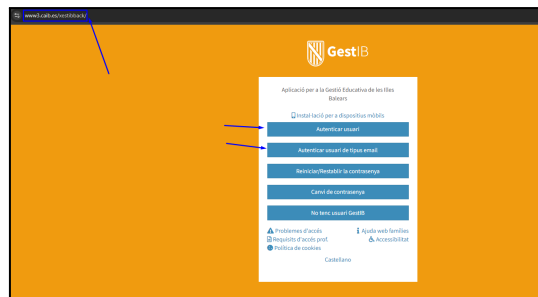 www3.caib.es/xestibback/
GestIB
Aplicació per a la Gestió Educativa de les Illes
Balears
Instal·lació per a dispositius mòbils
Autenticar usuari
Autenticar usuari de tipus email
Reiniciar/Restablir la contrasenya
Canvi de contrasenya
No tenc usuari GestIB
Problemes d'accés
Ajuda web famílies
Requisits d'accés prof.
Accessibilitat
Política de cookies
Castellano